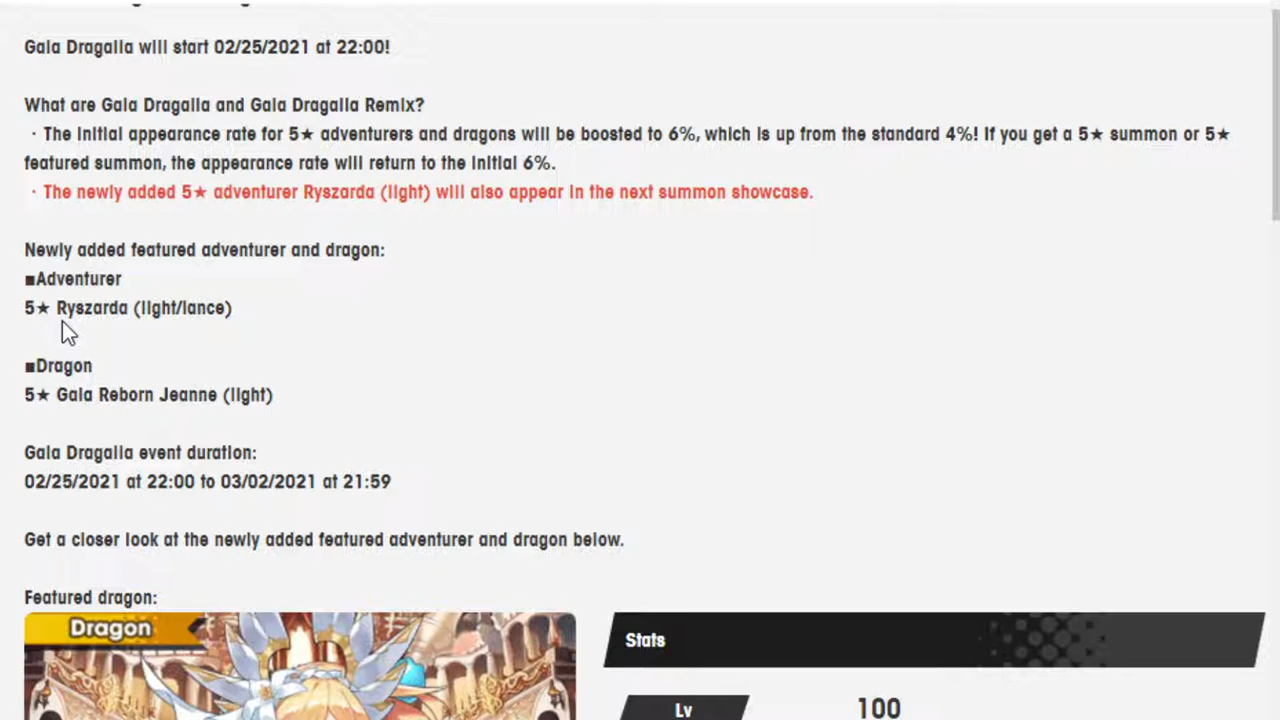 Gala Dragalia will start 02/25/2021 at 22:00!
What are Gala Dragalia and Gala Dragalia Remix?
・The initial appearance rate for 5★ adventurers and dragons will be boosted to 6%, which is up from the standard 4%! If you get a 5★ summon or 5★
featured summon, the appearance rate will return to the initial 6%.
・The newly added 5★ adventurer Ryszarda (light) will also appear in the next summon showcase.
Newly added featured adventurer and dragon:
■Adventurer
5★ Ryszarda (light/lance)
■Dragon
5★ Gala Reborn Jeanne (light)
Gala Dragalia event duration:
02/25/2021 at 22:00 to 03/02/2021 at 21:59
Get a closer look at the newly added featured adventurer and dragon below.
Featured dragon:
Dragon
Stats
Lv 100